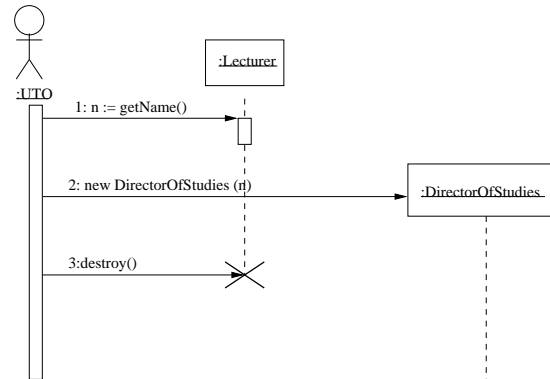 :Lecturer
:UTO
1: n := getName()
2: new DirectorOfStudies (n)
:DirectorOfStudies
3:destroy()